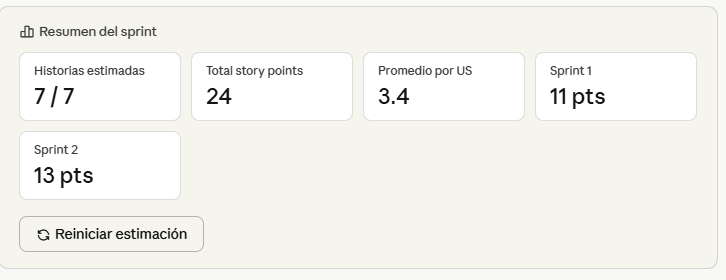 Resumen del sprint
Historias estimadas
7 / 7
Total story points
24
Promedio por US
3.4
Sprint 1
11 pts
Sprint 2
13 pts
Reiniciar estimación